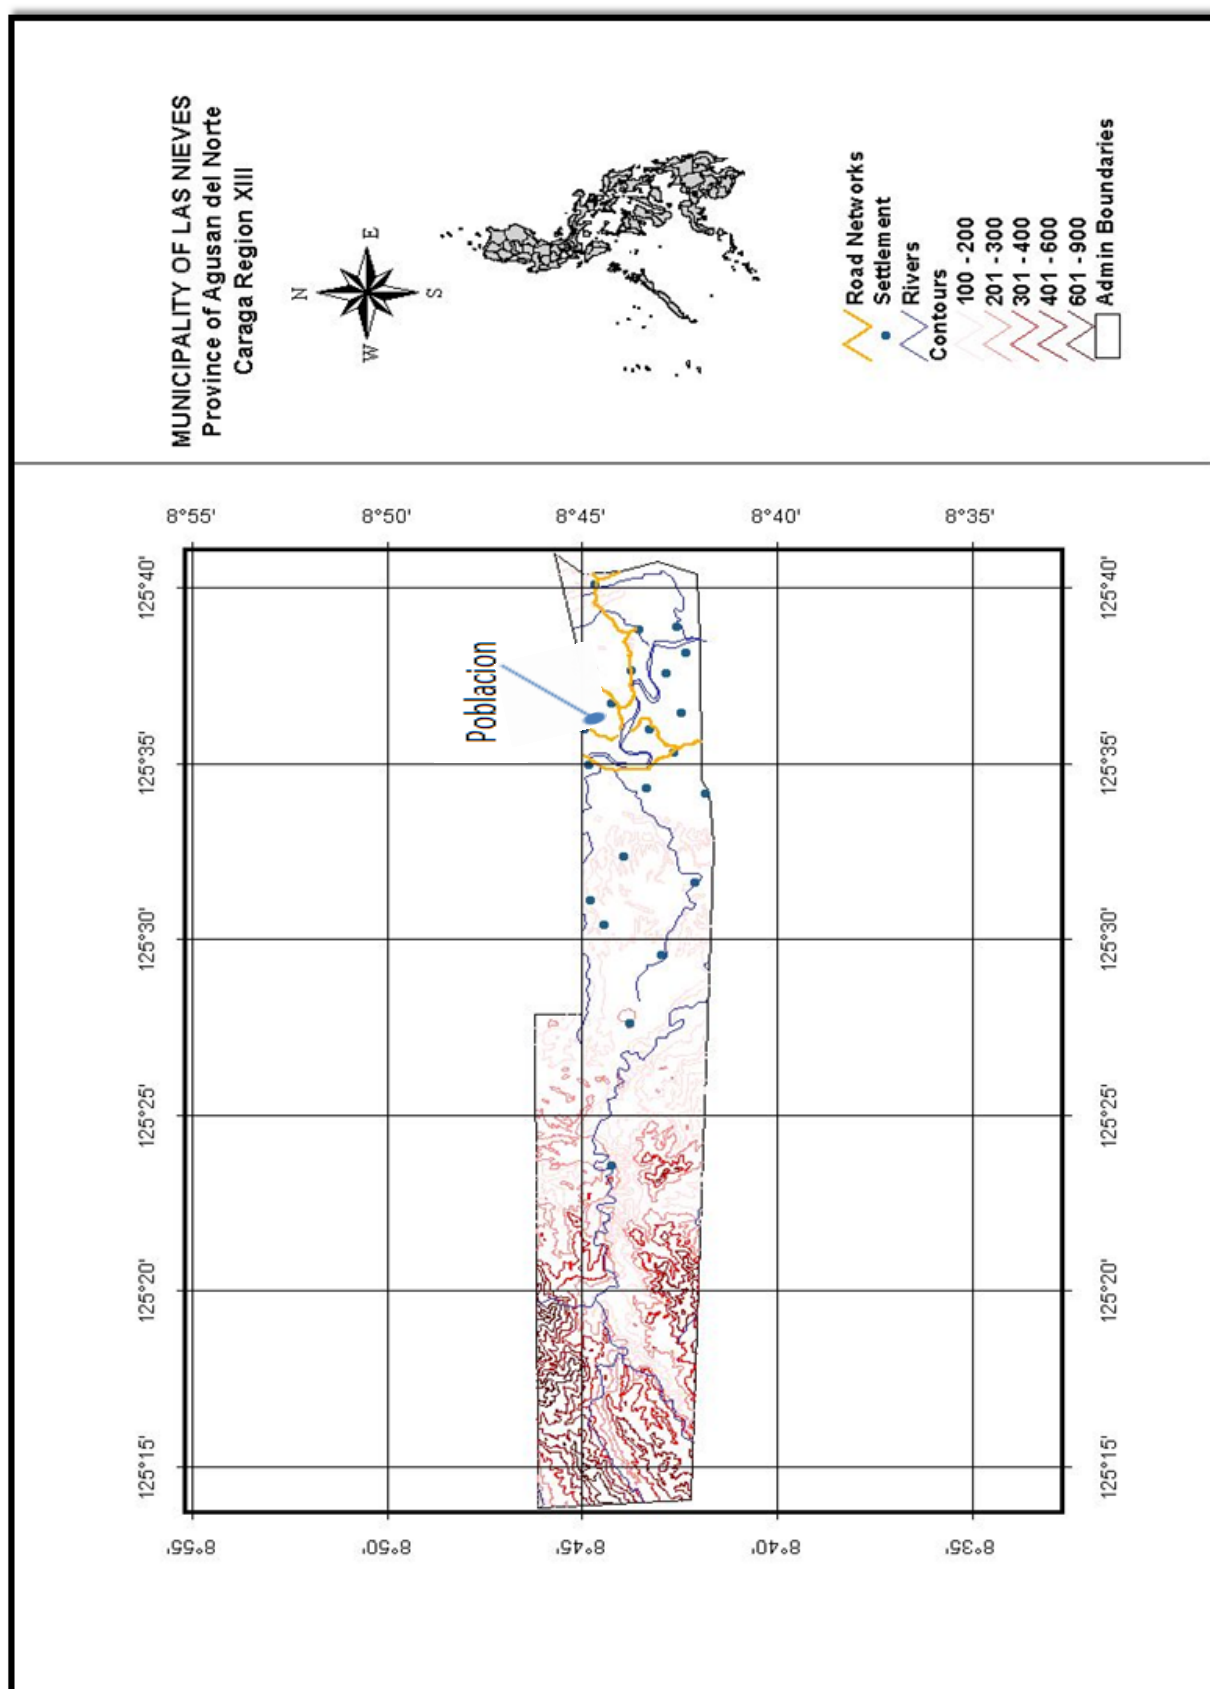 MUNICIPALITY OF LAS NIEVES
Province of Agusan del Norte
Caraga Region XIII
N
W
E
S
Road Networks
Settlement
Rivers
Contours
100 - 200
201 - 300
301 - 400
401 - 600
601 - 900
Admin Boundaries
8°55'
8°50'
8°45'
8°40'
8°35'
125°40'
125°40'
Poblacion
125°35'
125°35'
125°30'
125°30'
125°25'
125°25'
125°20'
125°20'
125°15'
125°15'
8°55'
8°50'
8°45'
8°40'
8°35'